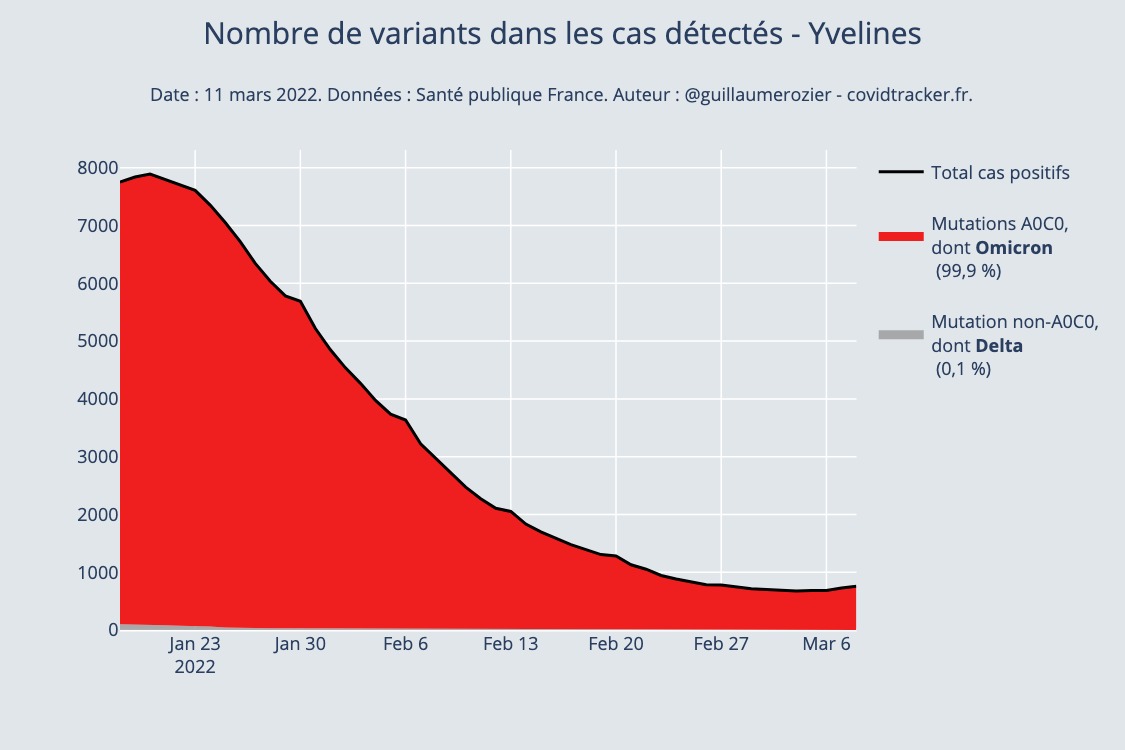 Nombre de variants dans les cas détectés - Yvelines
Date : 11 mars 2022. Données : Santé publique France. Auteur : @guillaumerozier - covidtracker.fr.
8000
7000
6000
5000
4000
3000
2000
1000
0
Jan 23
2022
Jan 30
Feb 6
Feb 13
Feb 20
Feb 27
Mar 6
Total cas positifs
Mutations A0C0,
dont Omicron
(99,9 %)
Mutation non-A0C0,
dont Delta
(0,1 %)